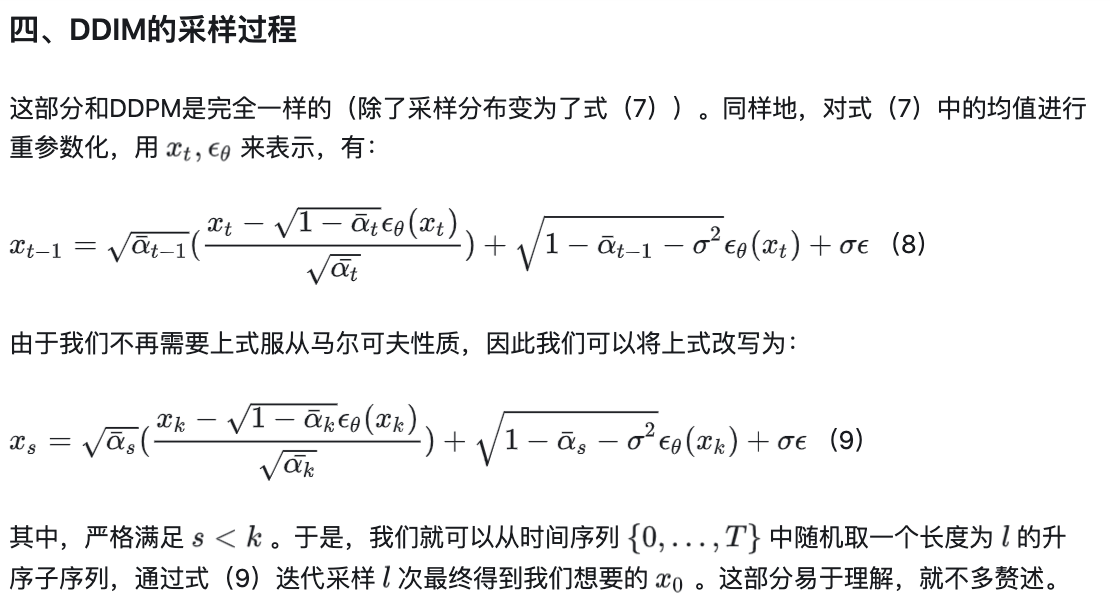 四、DDIM的采样过程
这部分和DDPM是完全一样的（除了采样分布变为了式（7））。同样地，对式（7）中的均值进行
重参数化，用 $x_t, \epsilon_\theta$ 来表示，有：
$x_{t-1} = \sqrt{\bar{\alpha}_{t-1}}(\frac{x_t - \sqrt{1 - \bar{\alpha}_t}\epsilon_\theta(x_t)}{\sqrt{\bar{\alpha_t}}}) + \sqrt{1 - \bar{\alpha}_{t-1} - \sigma^2}\epsilon_\theta(x_t) + \sigma\epsilon$ （8）
由于我们不再需要上式服从马尔可夫性质，因此我们可以将上式改写为：
$x_s = \sqrt{\bar{\alpha}_s}(\frac{x_k - \sqrt{1 - \bar{\alpha}_k}\epsilon_\theta(x_k)}{\sqrt{\bar{\alpha_k}}}) + \sqrt{1 - \bar{\alpha}_s - \sigma^2}\epsilon_\theta(x_k) + \sigma\epsilon$ （9）
其中，严格满足 $s < k$ 。于是，我们就可以从时间序列 $\{0, \ldots, T\}$ 中随机取一个长度为 $l$ 的升
序子序列，通过式（9）迭代采样 $l$ 次最终得到我们想要的 $x_0$ 。这部分易于理解，就不多赘述。